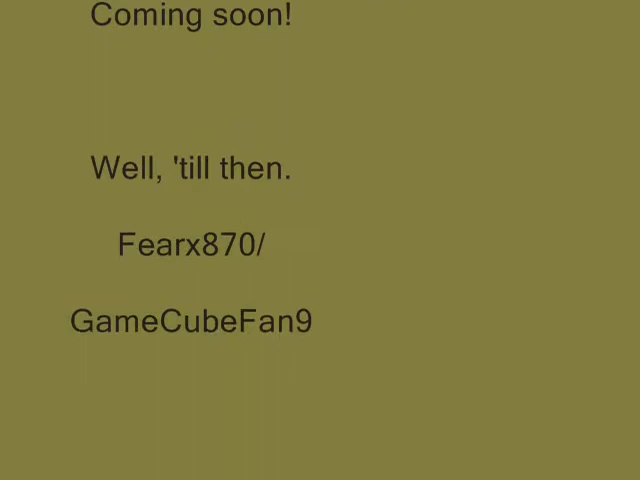 Coming soon!
Well, 'till then.
Fearx870/
GameCubeFan9